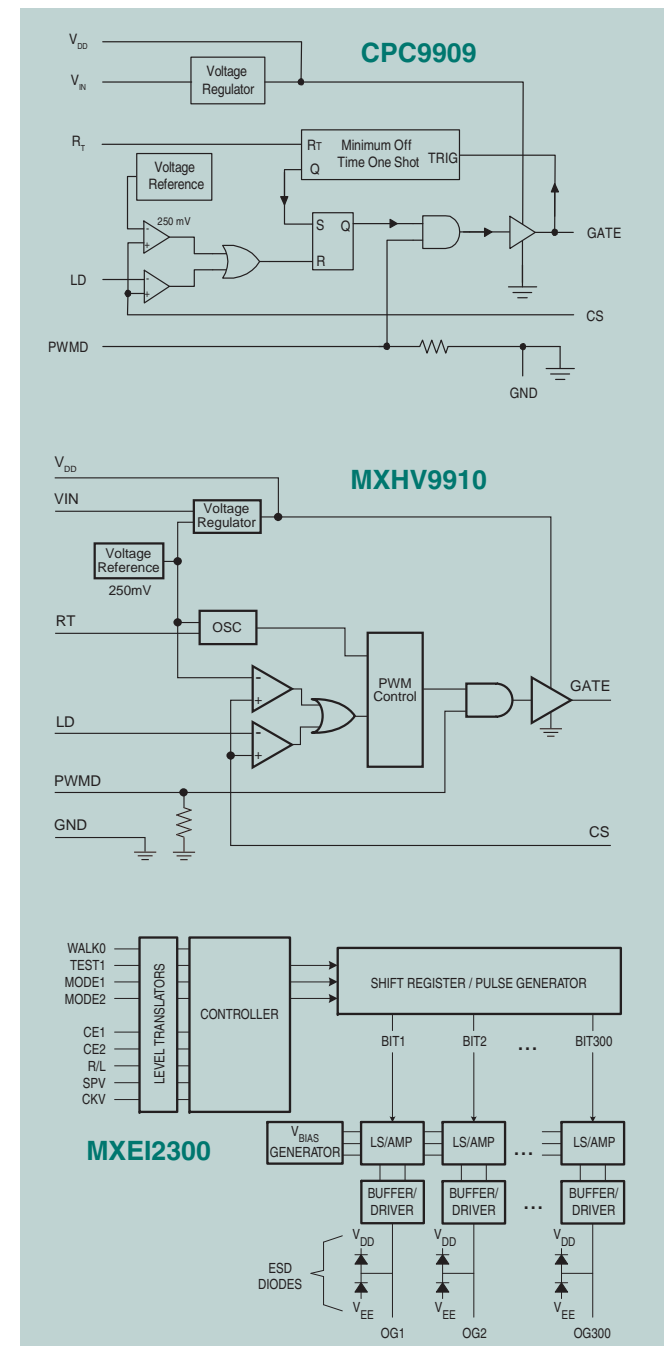 CPC9909
V_DD
V_IN
Voltage
Regulator
R_T
RT
Minimum Off
Time One Shot
TRIG
Q
Voltage
Reference
250 mV
-
+
S
Q
R
GATE
LD
-
+
CS
PWMD
GND
MXHV9910
V_DD
VIN
Voltage
Regulator
Voltage
Reference
250mV
RT
OSC
PWM
Control
-
+
GATE
LD
-
+
PWMD
GND
CS
WALK0
TEST1
MODE1
MODE2
CE1
CE2
R/L
SPV
CKV
LEVEL TRANSLATORS
CONTROLLER
SHIFT REGISTER / PULSE GENERATOR
BIT1
BIT2
...
BIT300
MXEI2300
V_BIAS
GENERATOR
LS/AMP
LS/AMP
...
LS/AMP
BUFFER/
DRIVER
BUFFER/
DRIVER
...
BUFFER/
DRIVER
ESD
DIODES
V_DD
V_DD
V_DD
V_EE
V_EE
V_EE
OG1
OG2
OG300